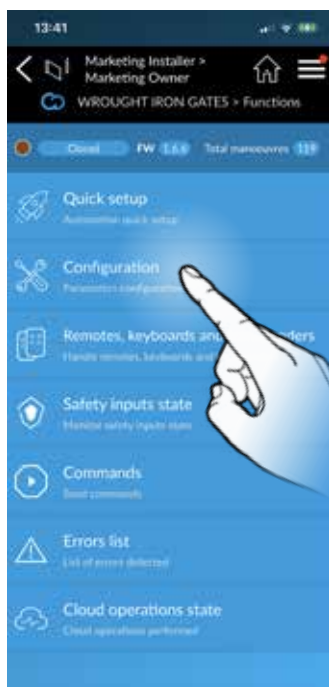 13:41
Marketing Installer >
Marketing Owner
WROUGHT IRON GATES > Functions
Closed FW 1.6.6 Total manoeuvres 119
Quick setup
Automation quick setup
Configuration
Parameters configuration
Remotes, keyboards an
Handle remotes, keyboards and
Safety inputs state
Monitor safety inputs state
Commands
Send commands
Errors list
List of errors detected
Cloud operations state
Cloud operations performed